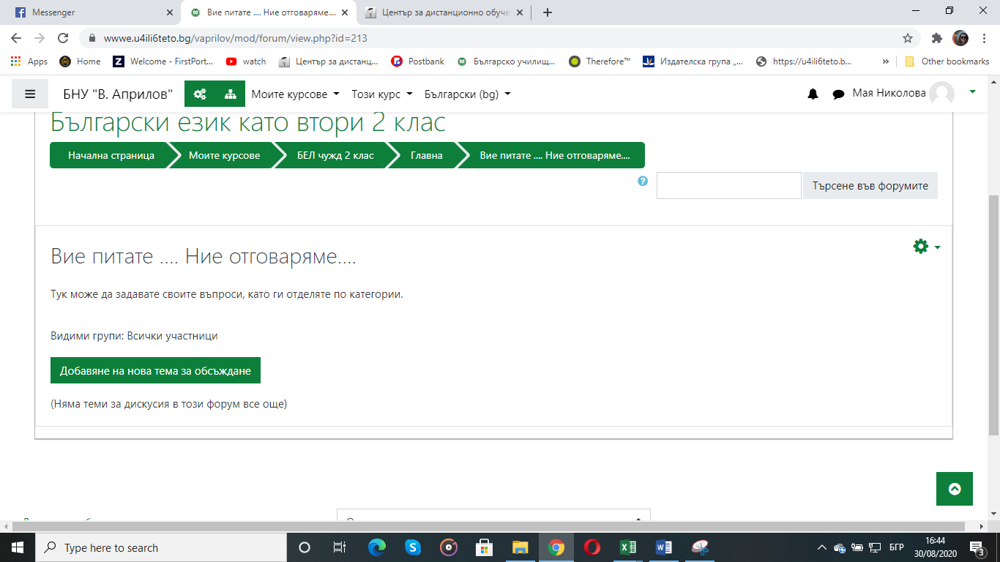 Messenger
Вие питате .... Ние отговаряме....
Център за дистанционно обуче
wwwe.u4ili6teto.bg/vaprilov/mod/forum/view.php?id=213
Apps Home Welcome - FirstPort... watch Център за дистанц... Postbank Българско училищ... Therefore™ Издателска група „... https://u4ili6teto.b... » Other bookmarks
БНУ "В. Априлов" Моите курсове Този курс Български (bg) Мая Николова
Български език като втори 2 клас
Начална страница Моите курсове БЕЛ чужд 2 клас Главна Вие питате .... Ние отговаряме....
Търсене във форумите
Вие питате .... Ние отговаряме....
Тук може да задавате своите въпроси, като ги отделяте по категории.
Видими групи: Всички участници
Добавяне на нова тема за обсъждане
(Няма теми за дискусия в този форум все още)
Type here to search
БГР
16:44
30/08/2020
3